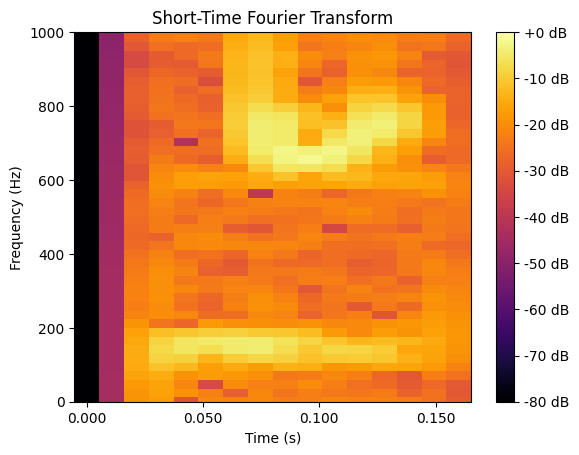 Short-Time Fourier Transform
1000
800
600
400
200
0
Frequency (Hz)
0.000
0.050
0.100
0.150
Time (s)
+0 dB
-10 dB
-20 dB
-30 dB
-40 dB
-50 dB
-60 dB
-70 dB
-80 dB